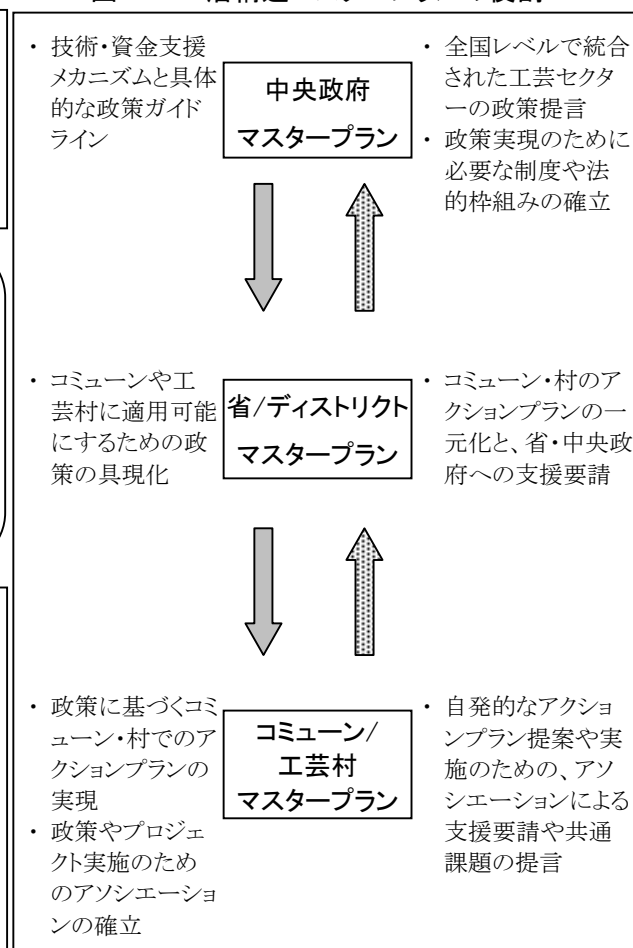 ・ 技術・資金支援
メカニズムと具体
的な政策ガイド
ライン
中央政府
マスタープラン
・ 全国レベルで統合
された工芸セクタ
ーの政策提言
・ 政策実現のために
必要な制度や法
的枠組みの確立
・ コミューンや工
芸村に適用可能
にするための政
策の具現化
省/ディストリクト
マスタープラン
・ コミューン・村のア
クションプランの一
元化と、省・中央政
府への支援要請
・ 政策に基づくコミ
ューン・村でのア
クションプランの
実現
・ 政策やプロジェ
クト実施のため
のアソシエーショ
ンの確立
コミューン/
工芸村
マスタープラン
・ 自発的なアクショ
ンプラン提案や実
施のための、アソ
シエーションによる
支援要請や共通
課題の提言